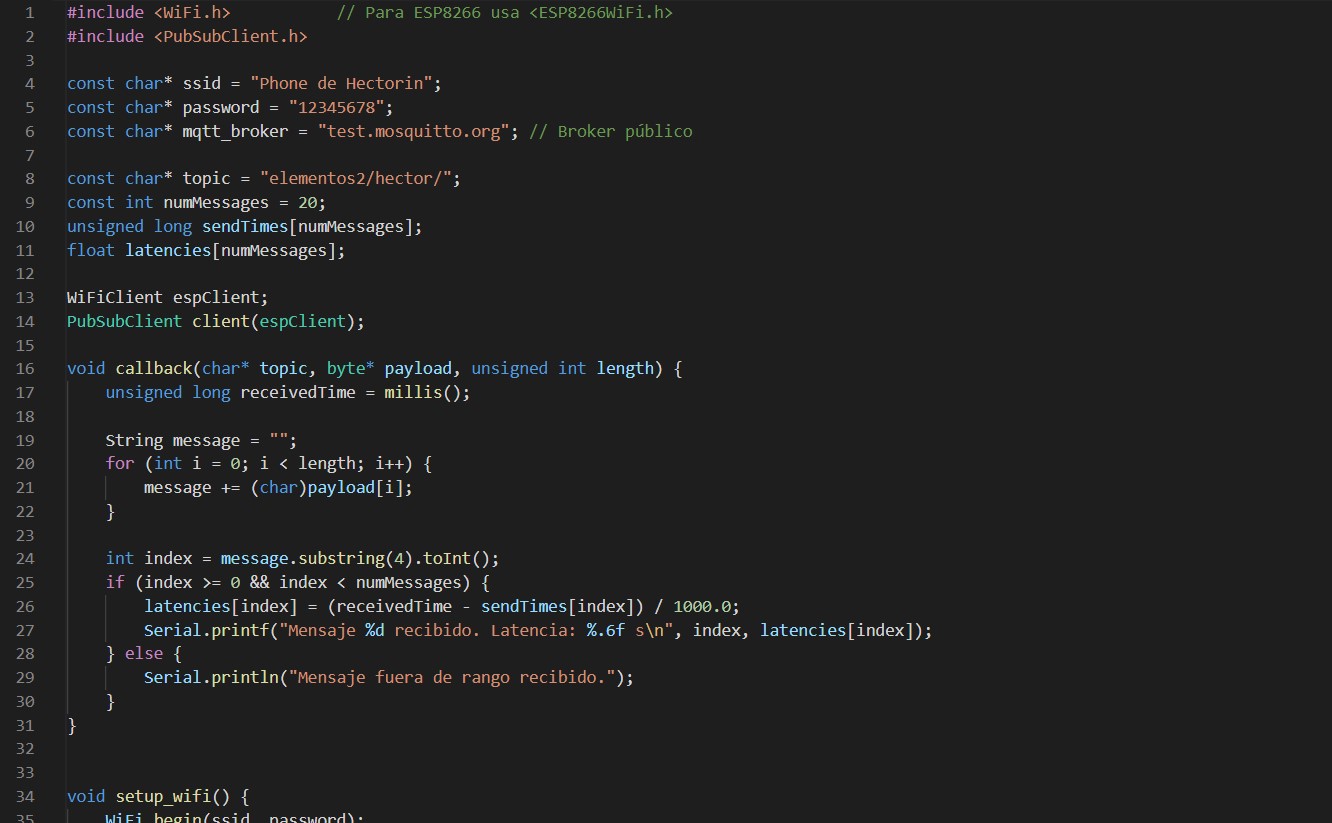 1 #include <WiFi.h>           // Para ESP8266 usa <ESP8266WiFi.h>
2 #include <PubSubClient.h>
3
4 const char* ssid = "Phone de Hectorin";
5 const char* password = "12345678";
6 const char* mqtt_broker = "test.mosquitto.org"; // Broker público
7
8 const char* topic = "elementos2/hector/";
9 const int numMessages = 20;
10 unsigned long sendTimes[numMessages];
11 float latencies[numMessages];
12
13 WiFiClient espClient;
14 PubSubClient client(espClient);
15
16 void callback(char* topic, byte* payload, unsigned int length) {
17     unsigned long receivedTime = millis();
18
19     String message = "";
20     for (int i = 0; i < length; i++) {
21         message += (char)payload[i];
22     }
23
24     int index = message.substring(4).toInt();
25     if (index >= 0 && index < numMessages) {
26         latencies[index] = (receivedTime - sendTimes[index]) / 1000.0;
27         Serial.printf("Mensaje %d recibido. Latencia: %.6f s\n", index, latencies[index]);
28     } else {
29         Serial.println("Mensaje fuera de rango recibido.");
30     }
31 }
32
33
34 void setup_wifi() {
35     WiFi.begin(ssid, password);